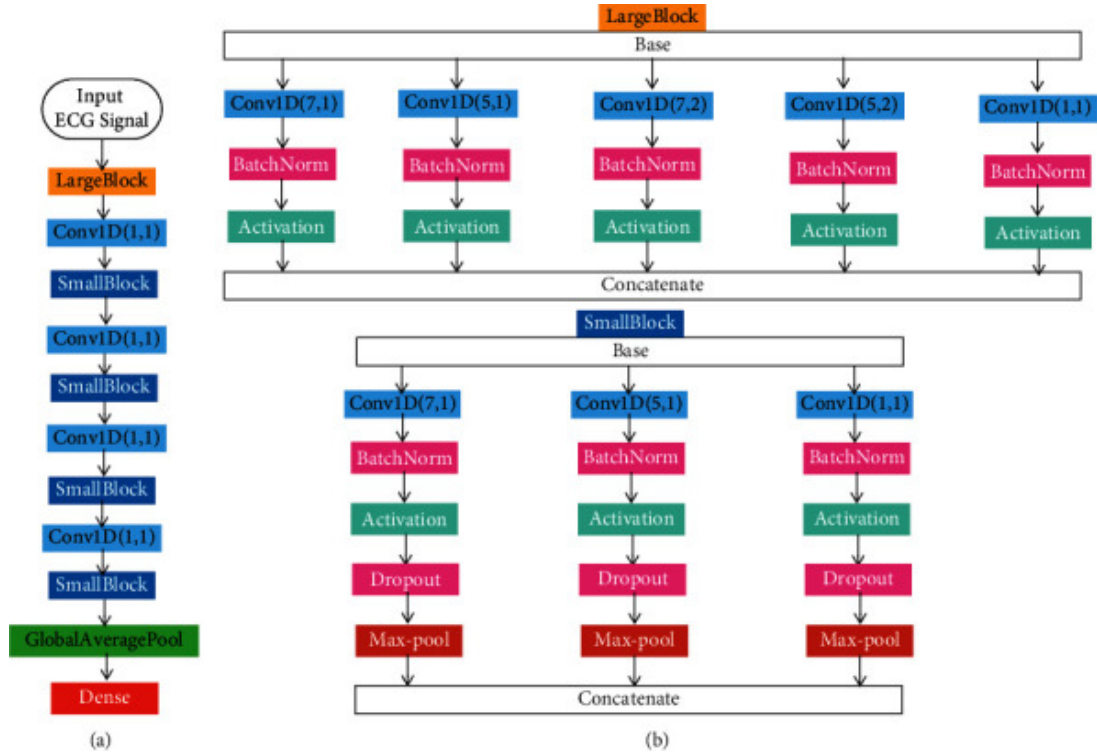 Input
ECG Signal
LargeBlock
Conv1D(1,1)
SmallBlock
Conv1D(1,1)
SmallBlock
Conv1D(1,1)
SmallBlock
Conv1D(1,1)
SmallBlock
GlobalAveragePool
Dense
(a)
LargeBlock
Base
Conv1D(7,1) Conv1D(5,1) Conv1D(7,2) Conv1D(5,2) Conv1D(1,1)
BatchNorm BatchNorm BatchNorm BatchNorm BatchNorm
Activation Activation Activation Activation Activation
Concatenate
SmallBlock
Base
Conv1D(7,1) Conv1D(5,1) Conv1D(1,1)
BatchNorm BatchNorm BatchNorm
Activation Activation Activation
Dropout Dropout Dropout
Max-pool Max-pool Max-pool
Concatenate
(b)